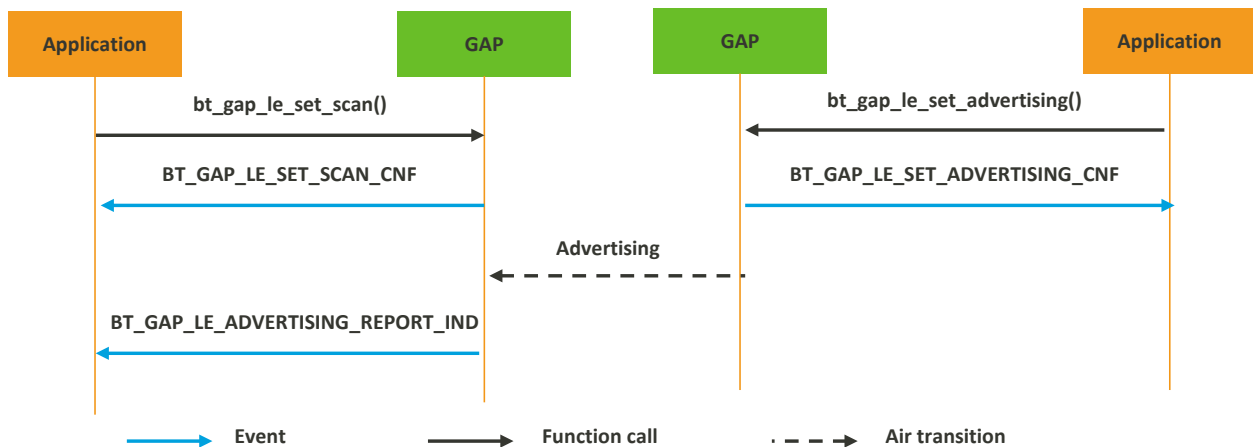 Application
GAP
GAP
Application
bt_gap_le_set_scan()
bt_gap_le_set_advertising()
BT_GAP_LE_SET_SCAN_CNF
BT_GAP_LE_SET_ADVERTISING_CNF
Advertising
BT_GAP_LE_ADVERTISING_REPORT_IND
Event
Function call
Air transition